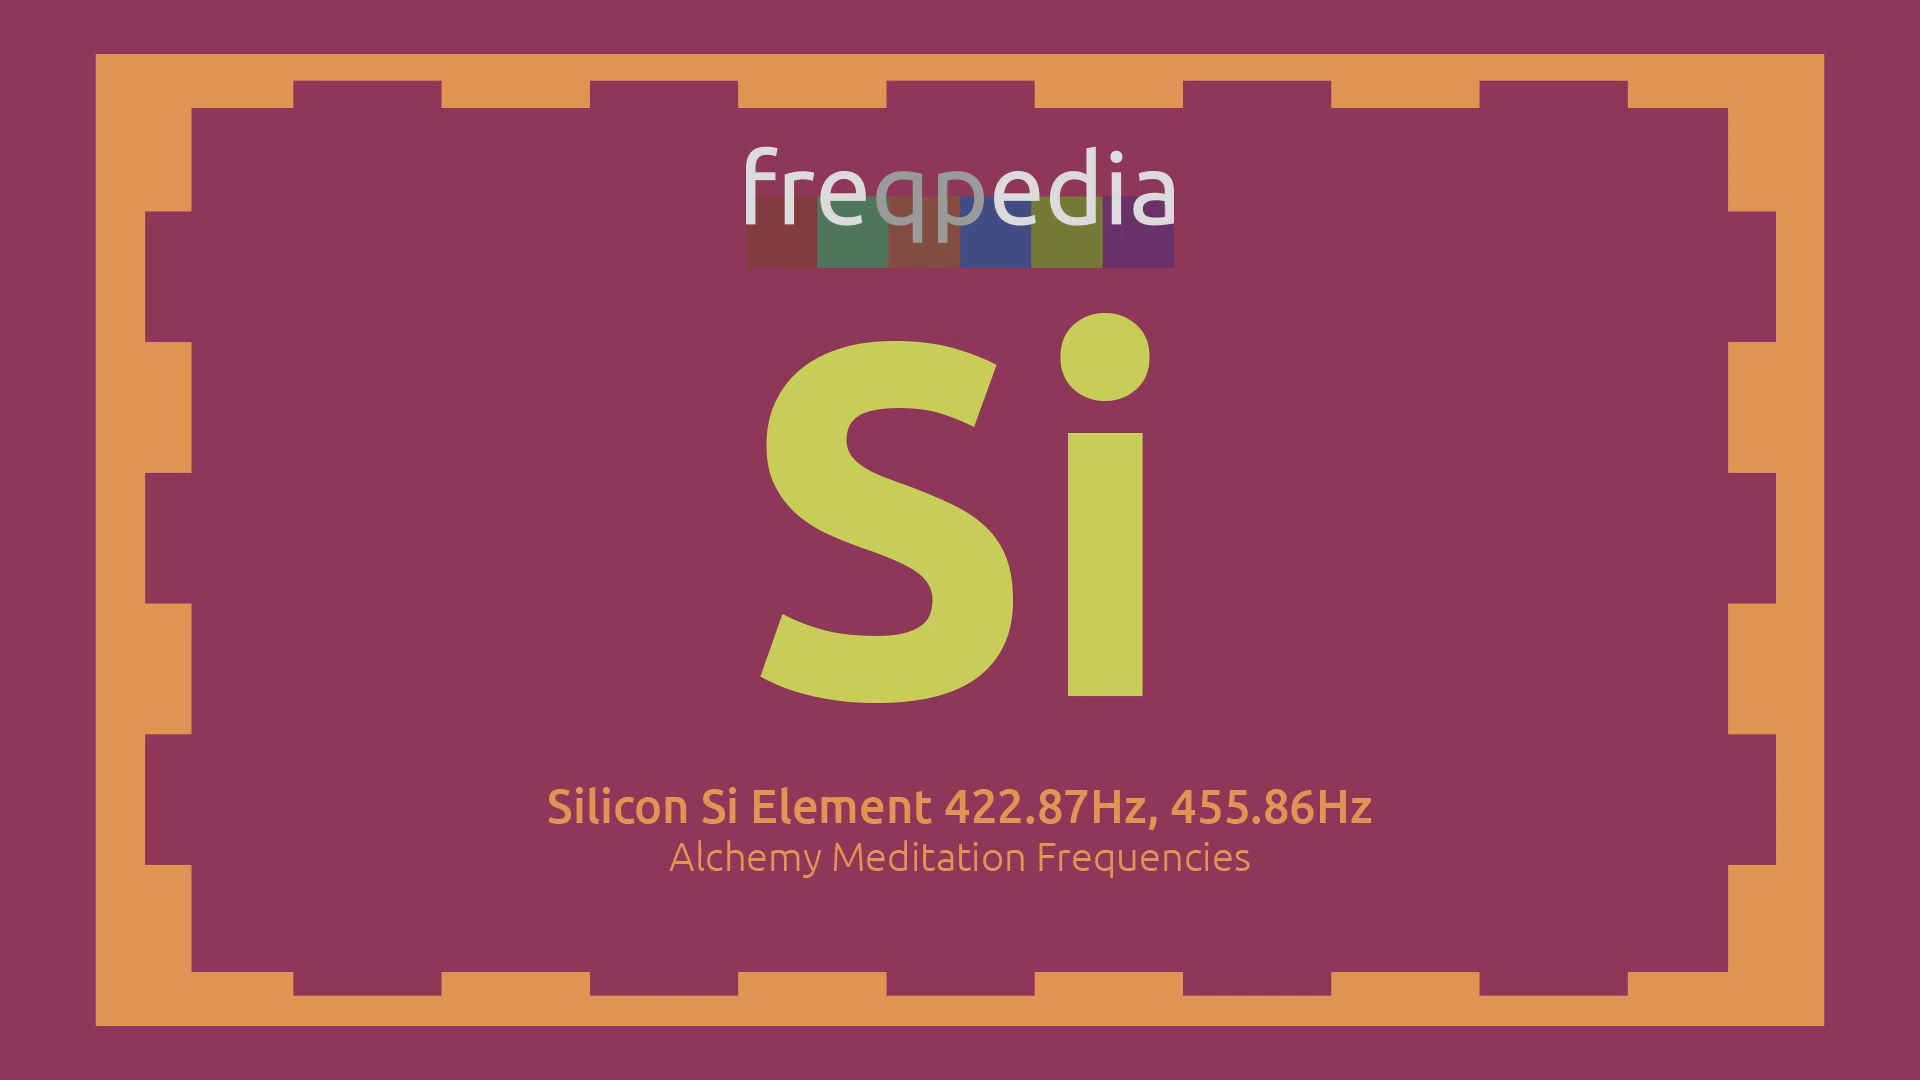 freqpedia
Si
Silicon Si Element 422.87Hz, 455.86Hz
Alchemy Meditation Frequencies